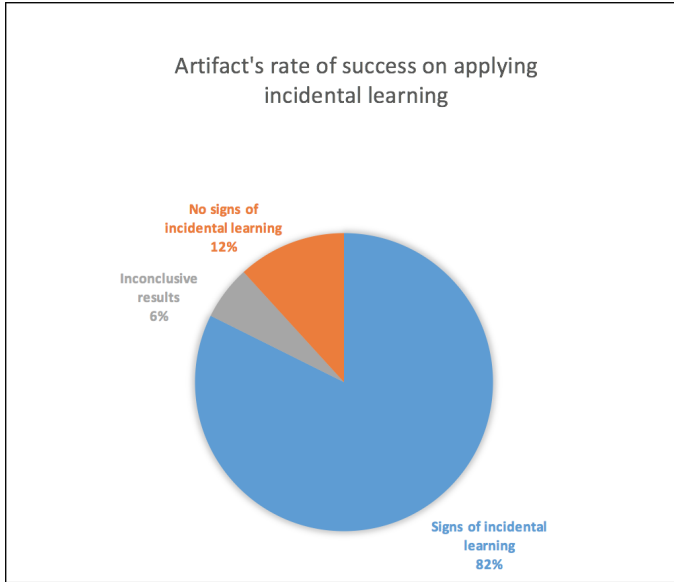 Artifact's rate of success on applying
incidental learning
No signs of
incidental learning
12%
Inconclusive
results
6%
Signs of incidental
learning
82%